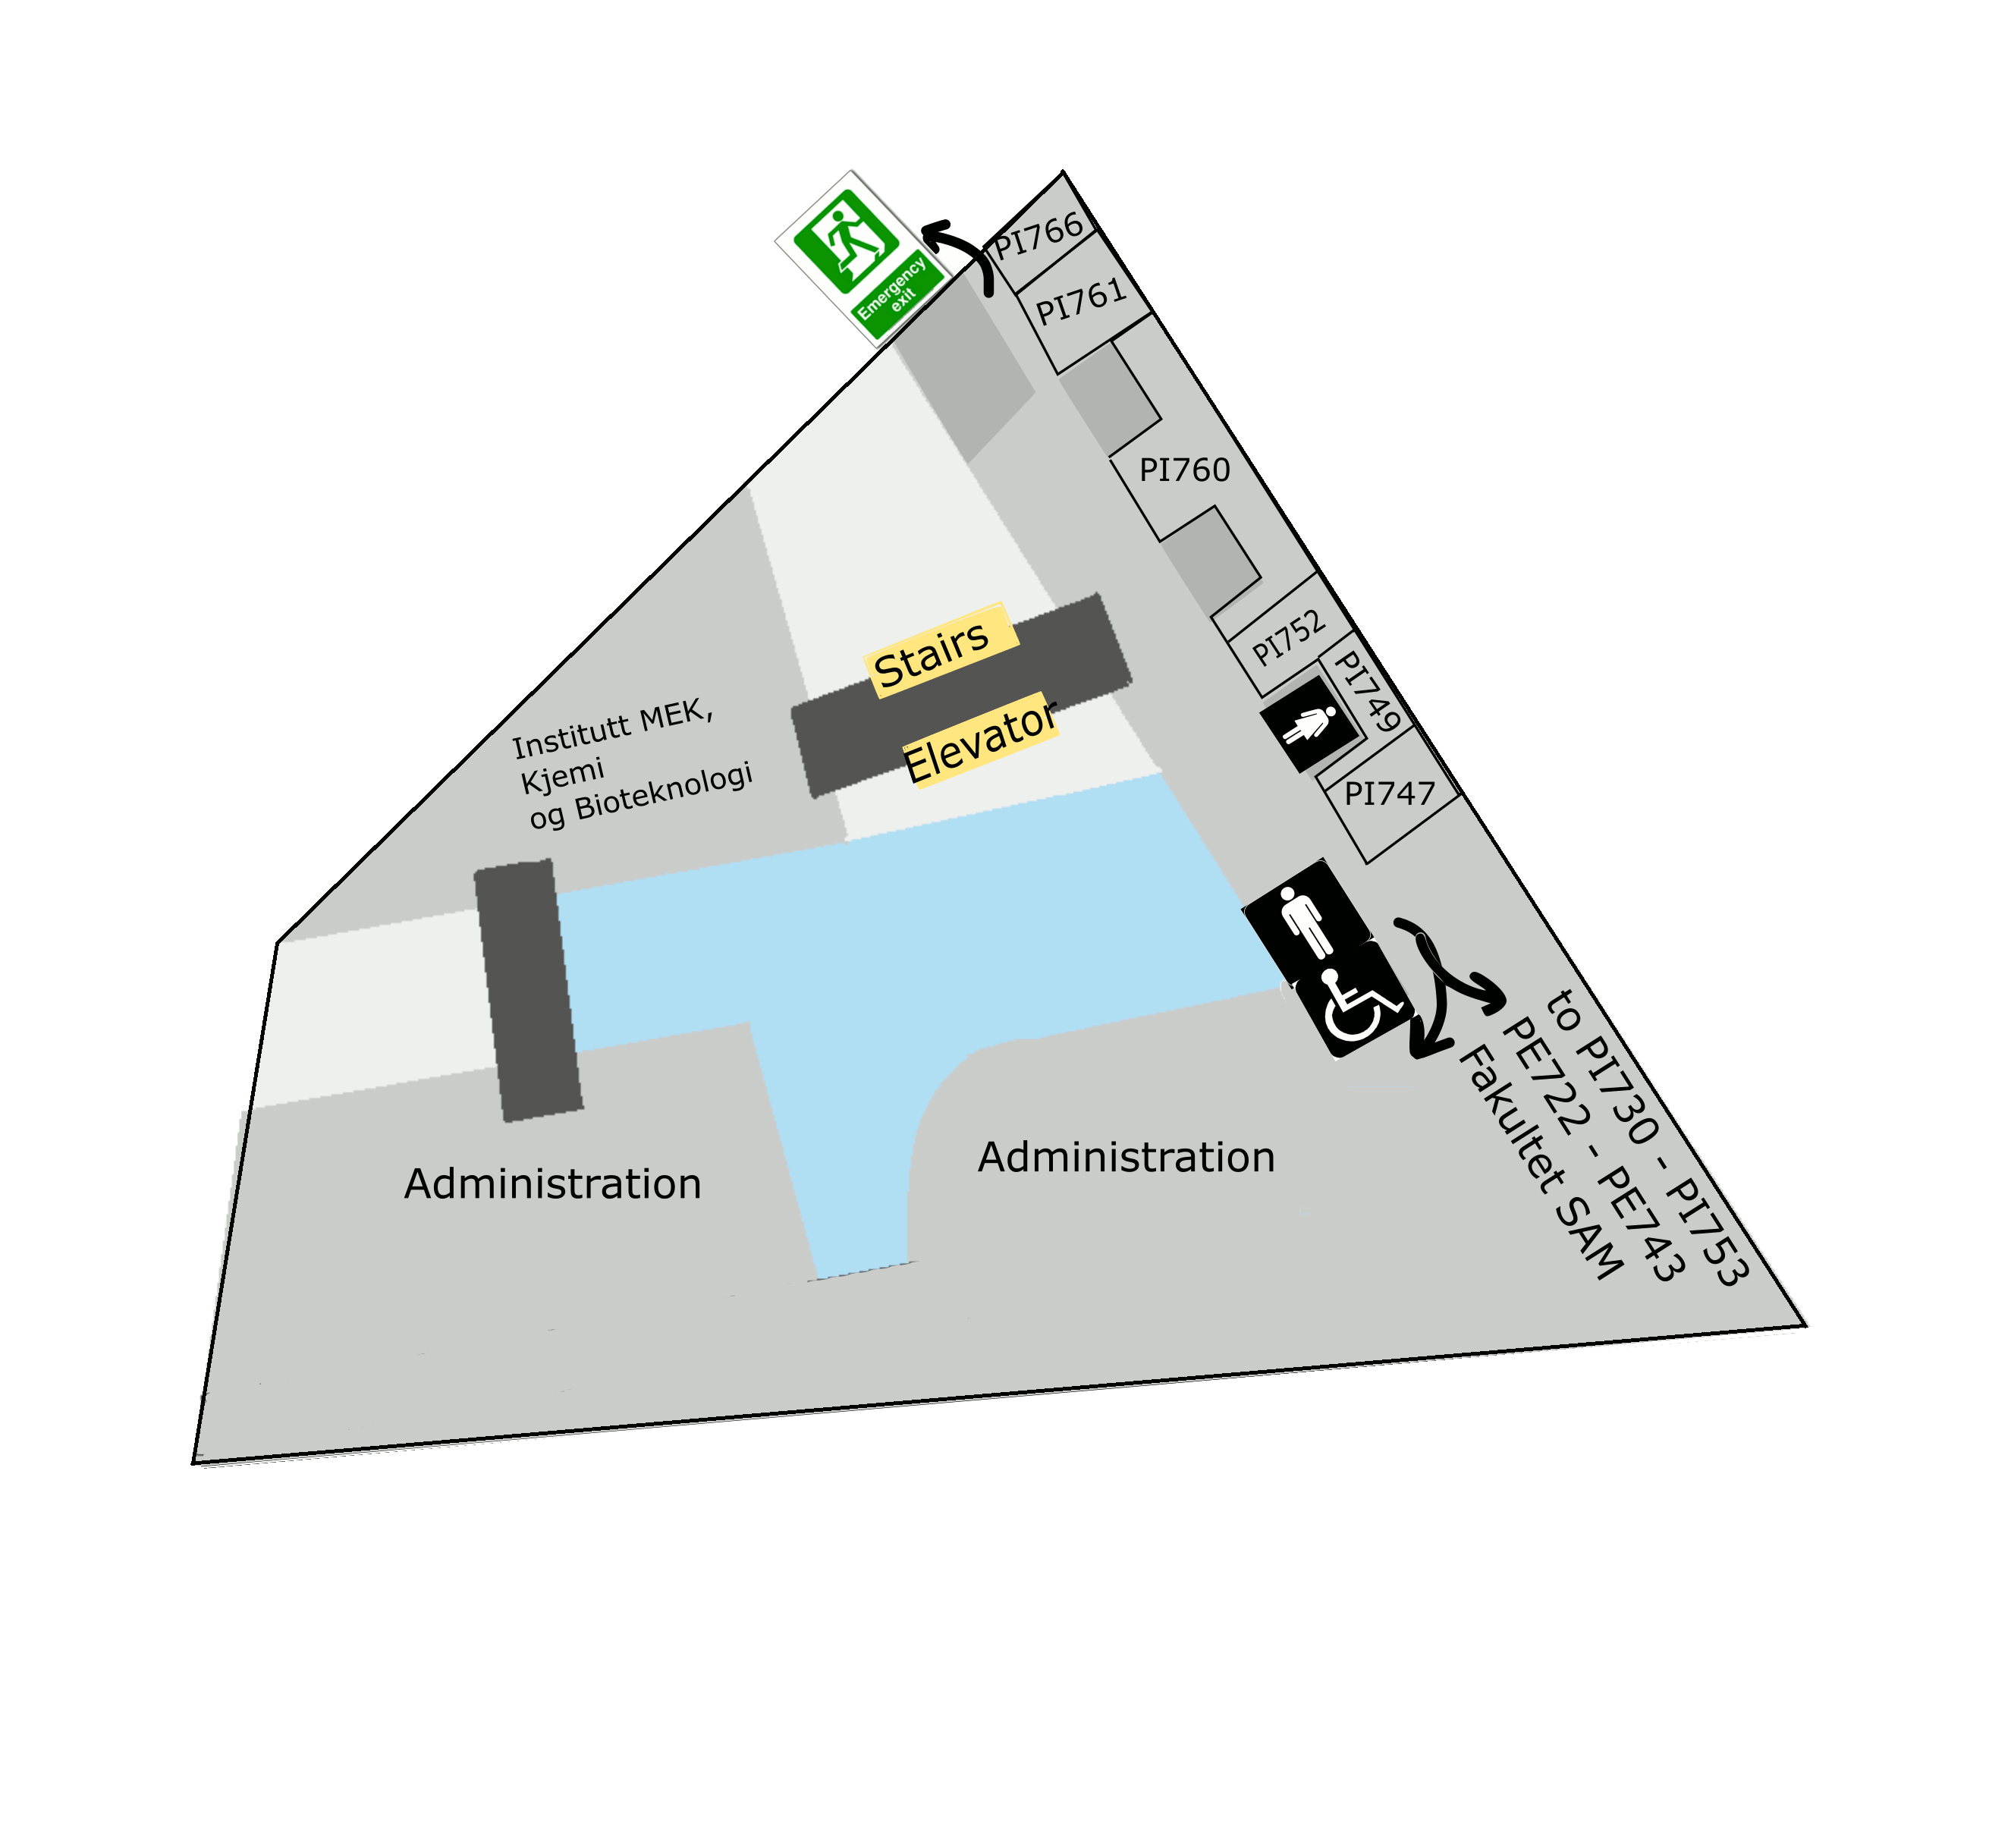 Emergency
exit
PI766
PI761
PI760
PI752
PI749
PI747
Stairs
Elevator
Institutt MEK,
Kjemi
og Bioteknologi
Administration
Administration
to PI730 - PI753
PE722 - PE743
Fakultet SAM